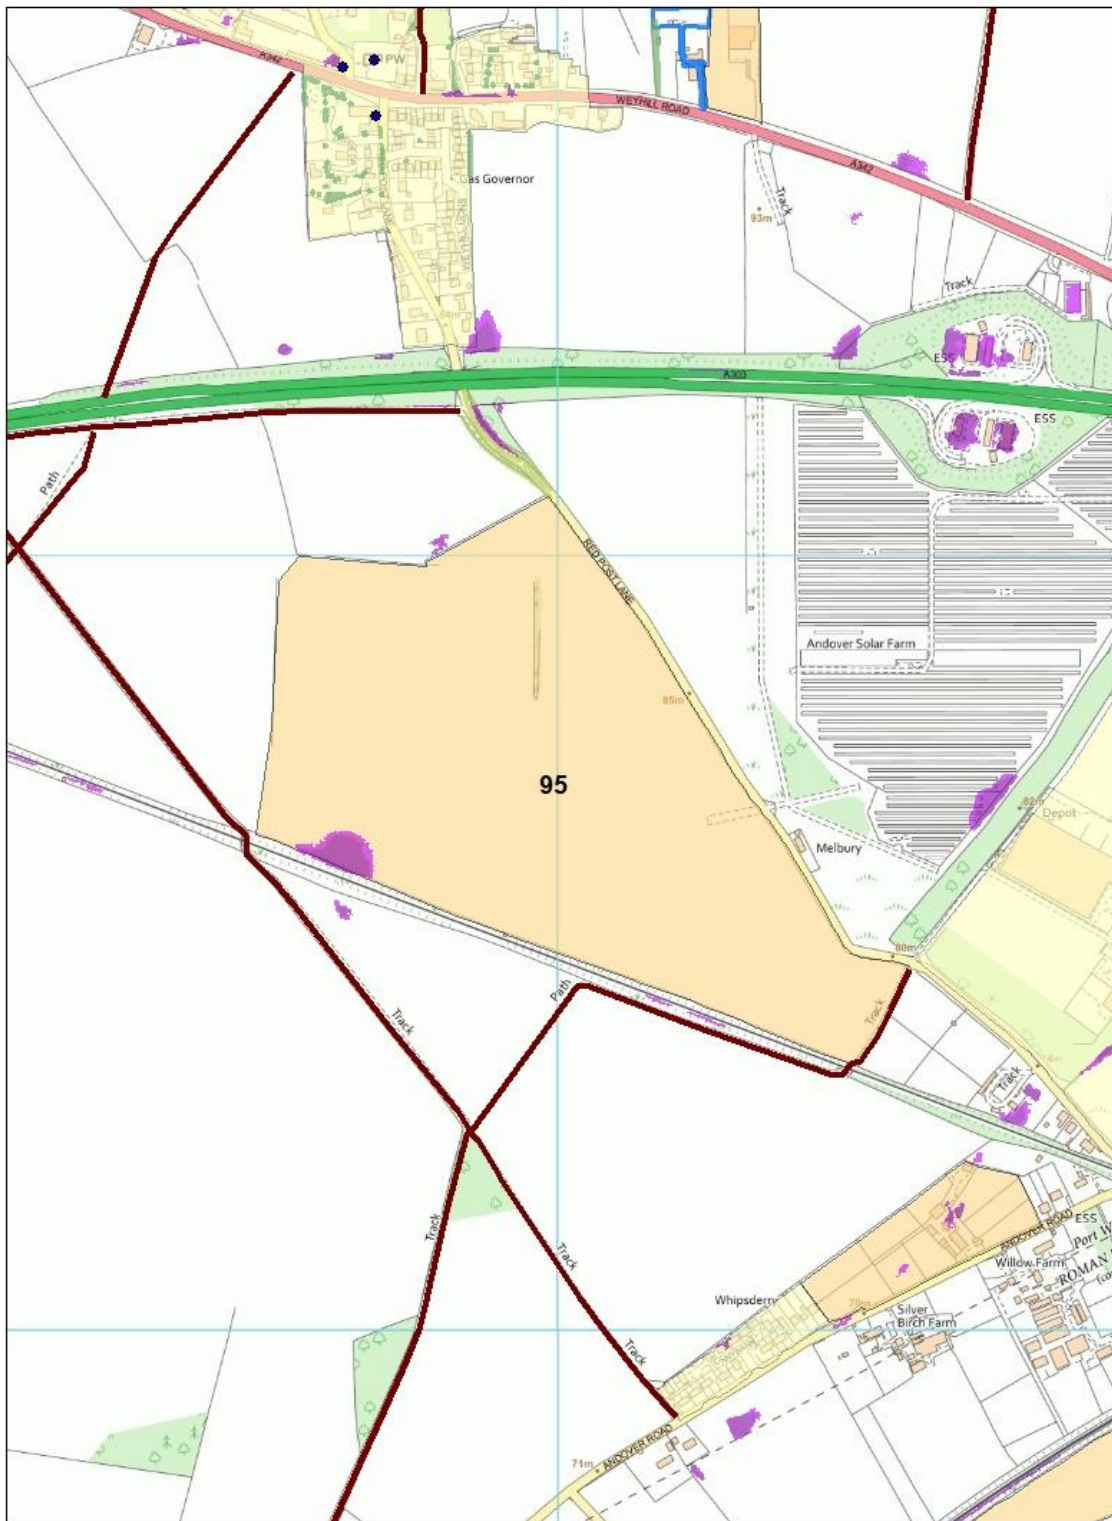 A342
PW
WEYHILL ROAD
A342
Gas Governor
Track
93m
Track
ESS
A303
ESS
Path
RED POST LANE
Andover Solar Farm
85m
95
82m
Depot
Melbury
80m
Path
Track
Track
Track
Track
Track
Track
ANDOVER ROAD
ESS
Willow Farm
Whipsderry
Silver
Birch Farm
ANDOVER ROAD
71m